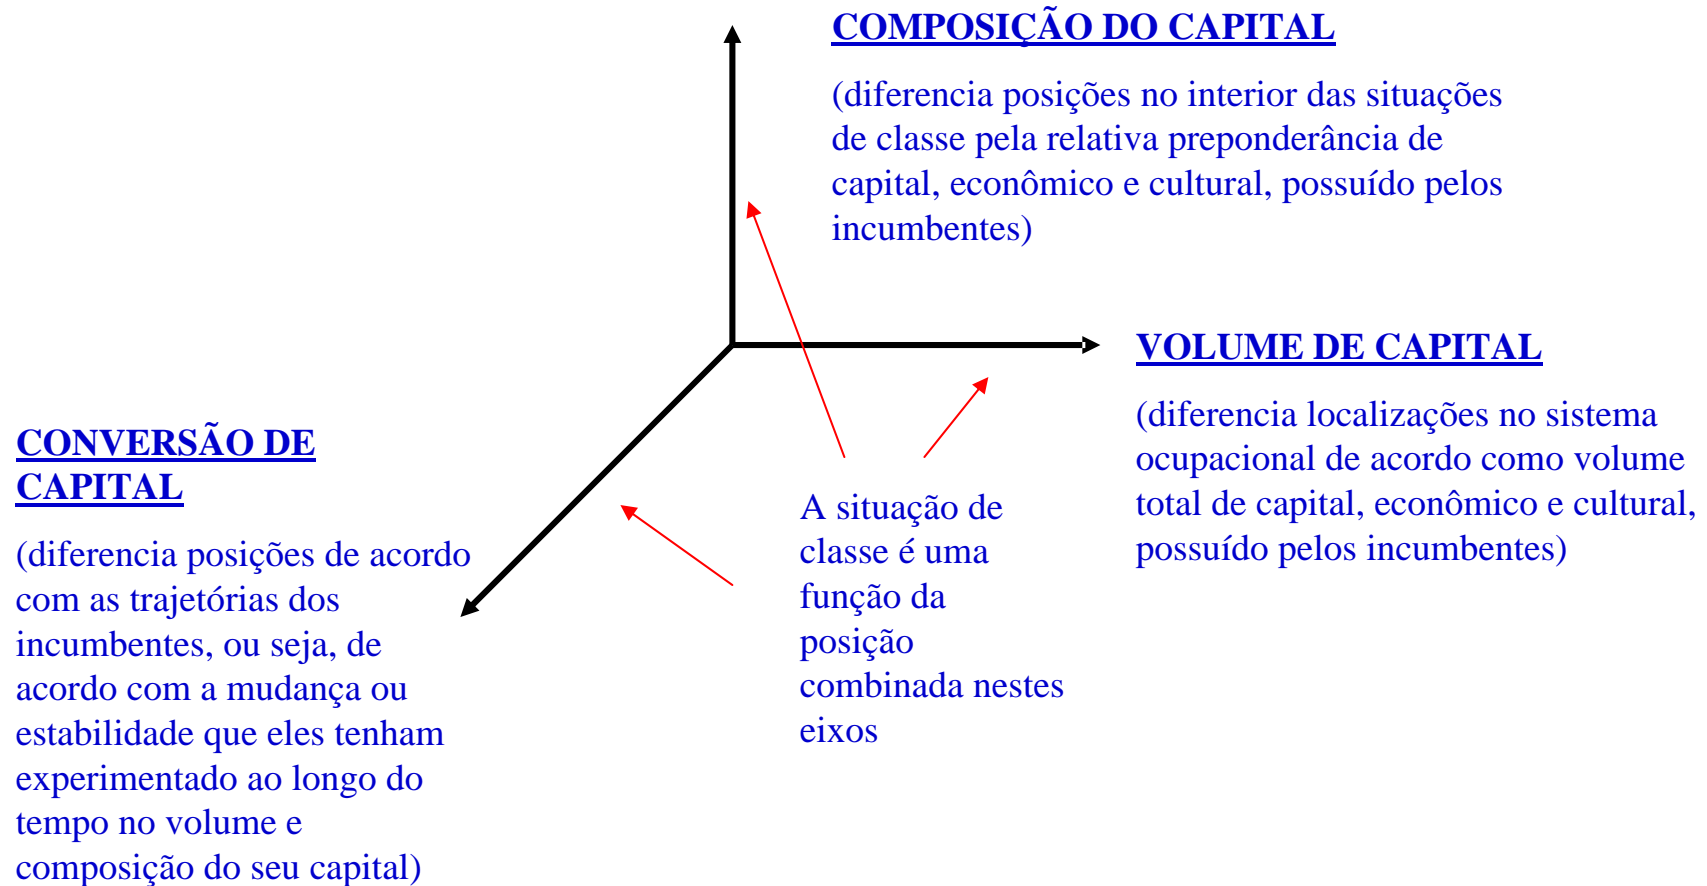 COMPOSIÇÃO DO CAPITAL
(diferencia posições no interior das situações
de classe pela relativa preponderância de
capital, econômico e cultural, possuído pelos
incumbentes)
VOLUME DE CAPITAL
(diferencia localizações no sistema
ocupacional de acordo como volume
total de capital, econômico e cultural,
possuído pelos incumbentes)
CONVERSÃO DE
CAPITAL
(diferencia posições de acordo
com as trajetórias dos
incumbentes, ou seja, de
acordo com a mudança ou
estabilidade que eles tenham
experimentado ao longo do
tempo no volume e
composição do seu capital)
A situação de
classe é uma
função da
posição
combinada nestes
eixos